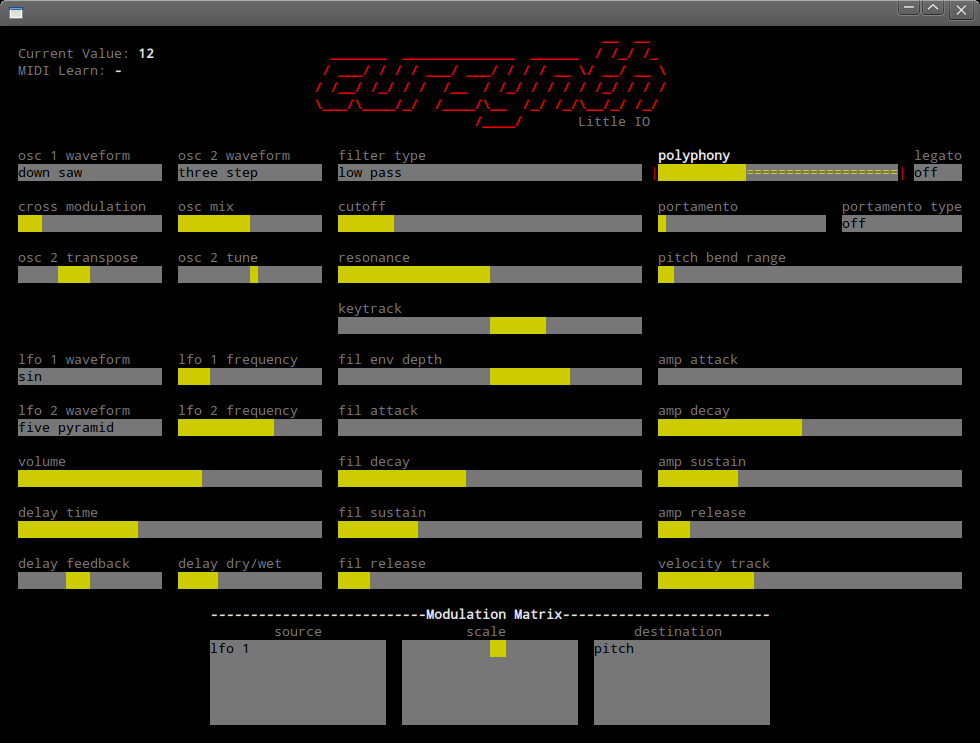 Current Value: 12
MIDI Learn: -
cursynth
Little IO
osc 1 waveform osc 2 waveform filter type polyphony legato
down saw three step low pass off
cross modulation osc mix cutoff portamento portamento type
off
osc 2 transpose osc 2 tune resonance pitch bend range
keytrack
lfo 1 waveform lfo 1 frequency fil env depth amp attack
sin
lfo 2 waveform lfo 2 frequency fil attack amp decay
five pyramid
volume fil decay amp sustain
delay time fil sustain amp release
delay feedback delay dry/wet fil release velocity track
---------------------------Modulation Matrix--------------------------
source scale destination
lfo 1 pitch